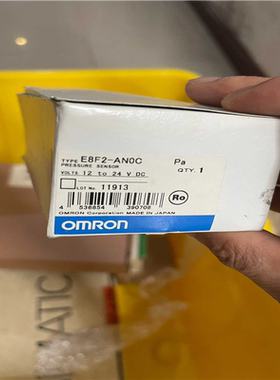 TYPE E8F2-AN0C Pa
PRESSURE SENSOR QTY. 1
VOLTS 12 to 24 V DC
LOT No. 11913
Ro
4 536854 390708
OMRON Corporation MADE IN JAPAN
OMRON
MATIC